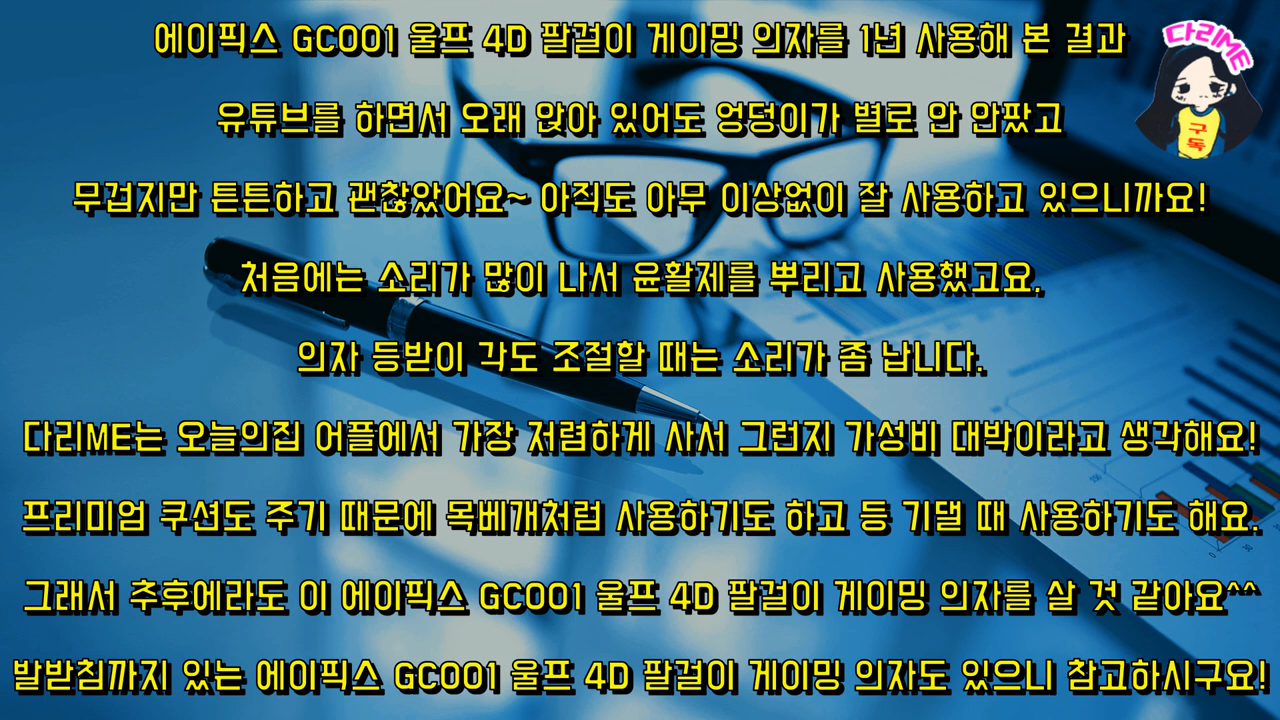 에이픽스 GC001 울프 4D 팔걸이 게이밍 의자를 1년 사용해 본 결과
다리ME
구독
유튜브를 하면서 오래 앉아 있어도 엉덩이가 별로 안 안팠고
무겁지만 튼튼하고 괜찮았어요~ 아직도 아무 이상없이 잘 사용하고 있으니까요!
처음에는 소리가 많이 나서 윤활제를 뿌리고 사용했고요.
의자 등받이 각도 조절할 때는 소리가 좀 납니다.
다리ME는 오늘의집 어플에서 가장 저렴하게 사서 그런지 가성비 대박이라고 생각해요!
프리미엄 쿠션도 주기 때문에 목베개처럼 사용하기도 하고 등 기댈 때 사용하기도 해요.
그래서 추후에라도 이 에이픽스 GC001 울프 4D 팔걸이 게이밍 의자를 살 것 같아요^^
발받침까지 있는 에이픽스 GC001 울프 4D 팔걸이 게이밍 의자도 있으니 참고하시구요!